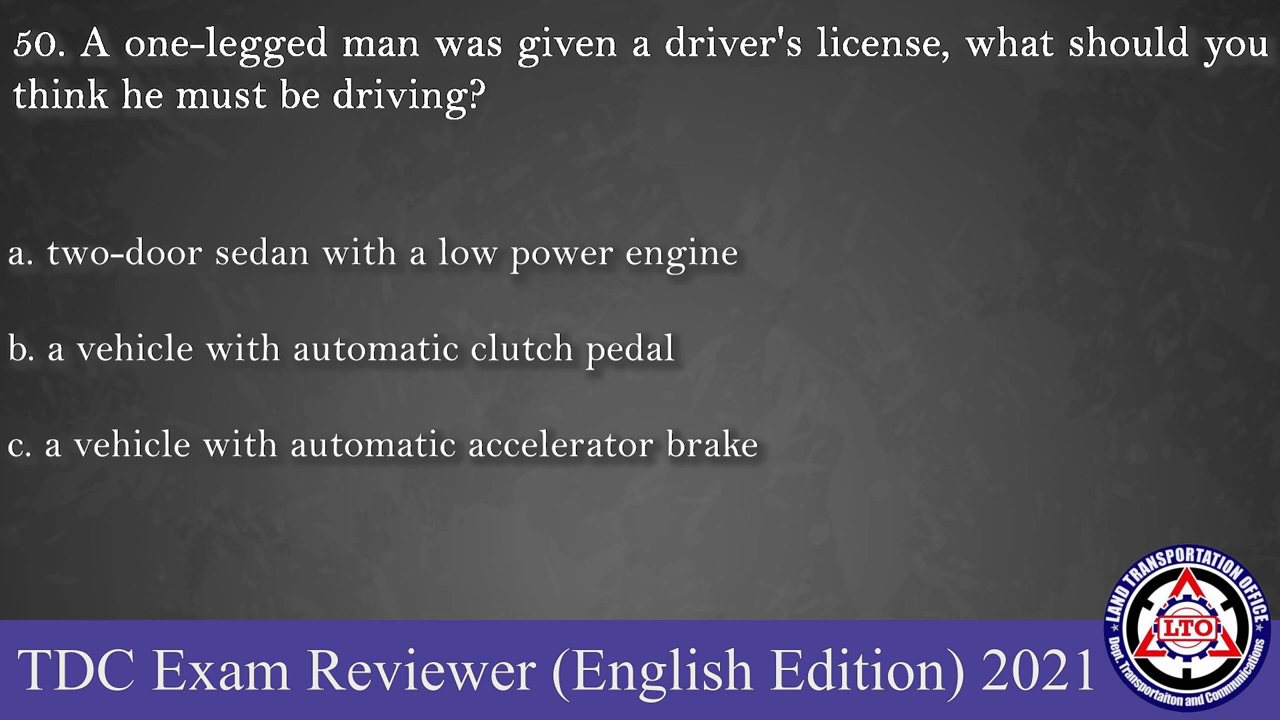 50. A one-legged man was given a driver's license, what should you
think he must be driving?
a. two-door sedan with a low power engine
b. a vehicle with automatic clutch pedal
c. a vehicle with automatic accelerator brake
TDC Exam Reviewer (English Edition) 2021
LAND TRANSPORTATION OFFICE
LTO
Dept. Transportaiton and Communications